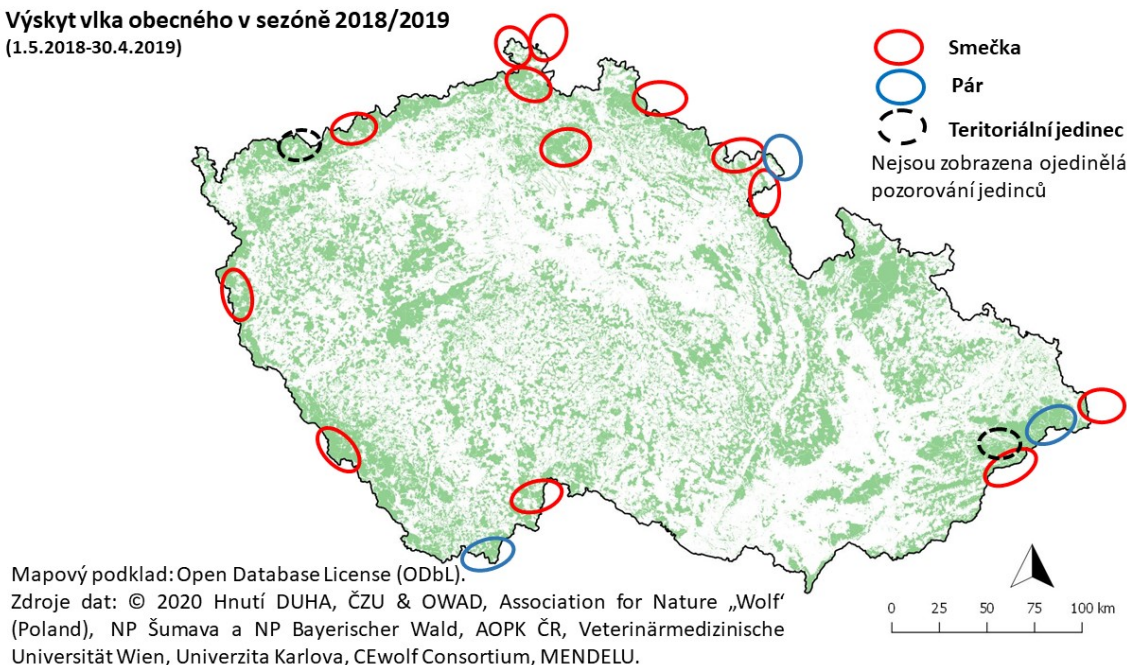 Výskyt vlka obecného v sezóně 2018/2019
(1.5.2018-30.4.2019)
Smečka
Pár
Teritoriální jedinec
Nejsou zobrazena ojedinělá
pozorování jedinců
Mapový podklad: Open Database License (ODbL).
Zdroje dat: © 2020 Hnutí DUHA, ČZU & OWAD, Association for Nature „Wolf‘
(Poland), NP Šumava a NP Bayerischer Wald, AOPK ČR, Veterinärmedizinische
Universität Wien, Univerzita Karlova, CEwolf Consortium, MENDELU.
0 25 50 75 100 km